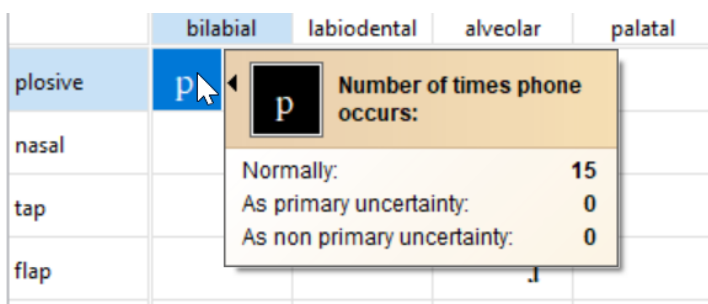 bilabial labiodental alveolar palatal
plosive p
p Number of times phone
occurs:
nasal
Normally: 15
tap As primary uncertainty: 0
As non primary uncertainty: 0
flap